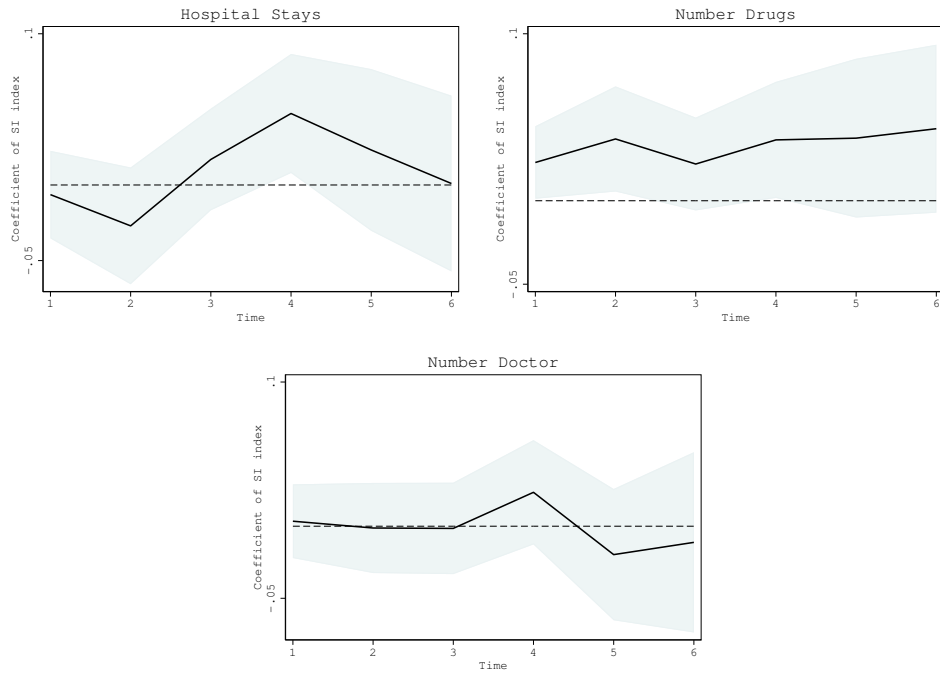 Hospital Stays
Coefficient of SI index
.1
-.05
1 2 3 4 5 6
Time
Number Drugs
Coefficient of SI index
.1
-.05
1 2 3 4 5 6
Time
Number Doctor
Coefficient of SI index
.1
-.05
1 2 3 4 5 6
Time